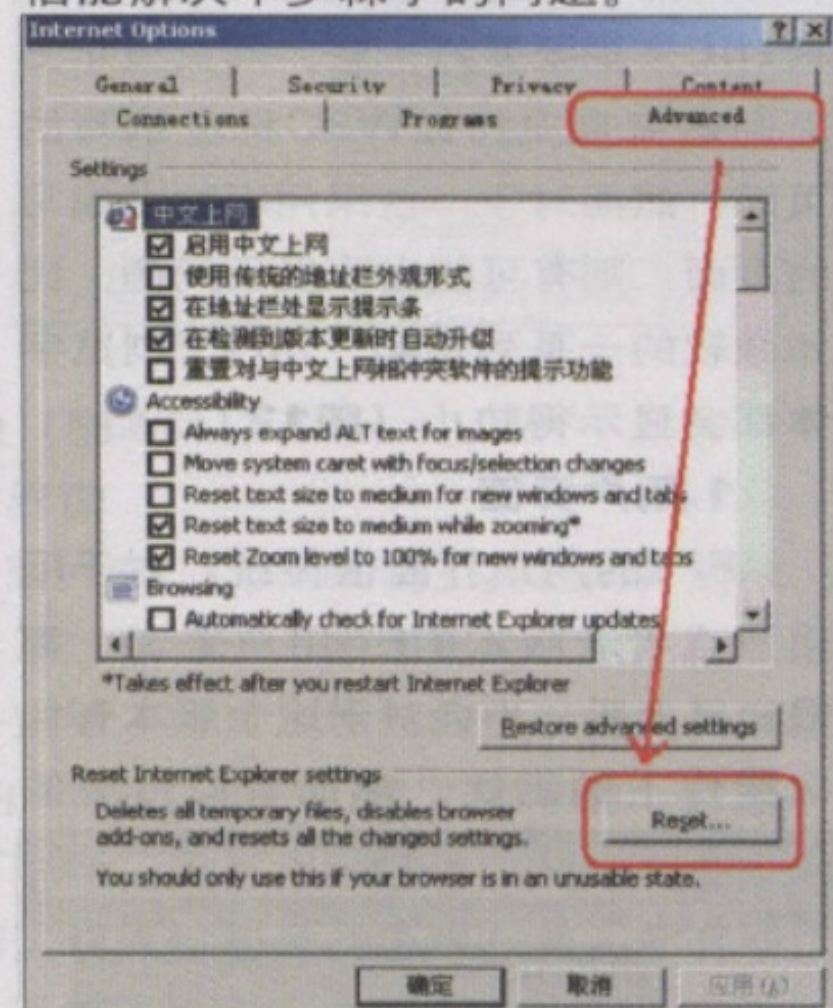 Internet Options
General
Security
Privacy
Content
Connections
Programs
Advanced
Settings
中文上网
启用中文上网
使用传统的地址栏外观形式
在地址栏处显示提示条
在检测到版本更新时自动升级
重置对与中文上网相冲突软件的提示功能
Accessibility
Always expand ALT text for images
Move system caret with focus/selection changes
Reset text size to medium for new windows and tabs
Reset text size to medium while zooming*
Reset Zoom level to 100% for new windows and tabs
Browsing
Automatically check for Internet Explorer updates
*Takes effect after you restart Internet Explorer
Restore advanced settings
Reset Internet Explorer settings
Deletes all temporary files, disables browser
add-ons, and resets all the changed settings.
Reset...
You should only use this if your browser is in an unusable state.
确定
取消
应用(A)